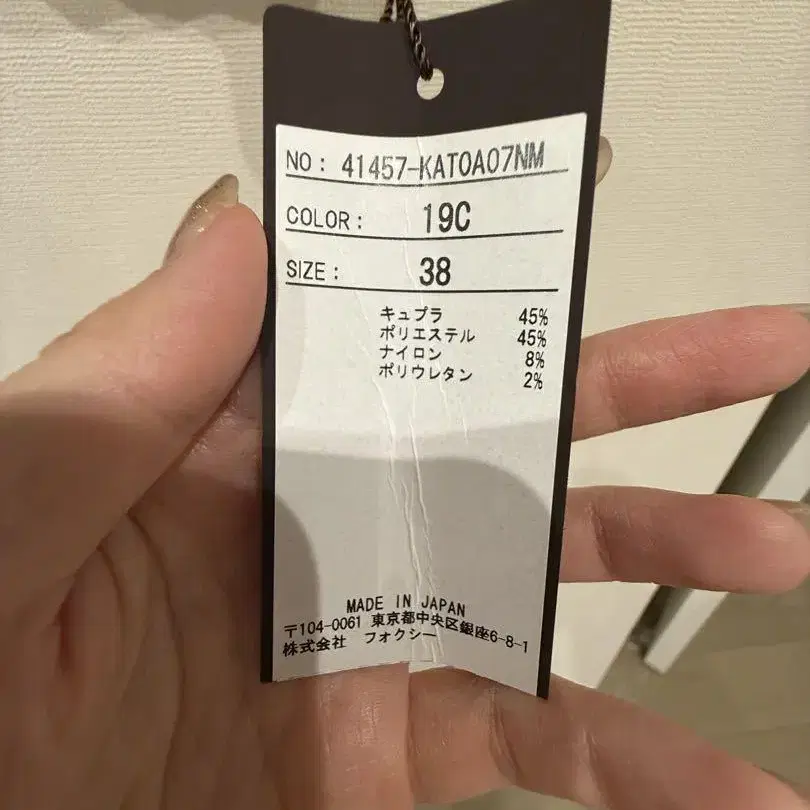 NO: 41457-KATOA07NM
COLOR: 19C
SIZE: 38
キュプラ 45%
ポリエステル 45%
ナイロン 8%
ポリウレタン 2%
MADE IN JAPAN
〒104-0061 東京都中央区銀座6-8-1
株式会社 フォクシー